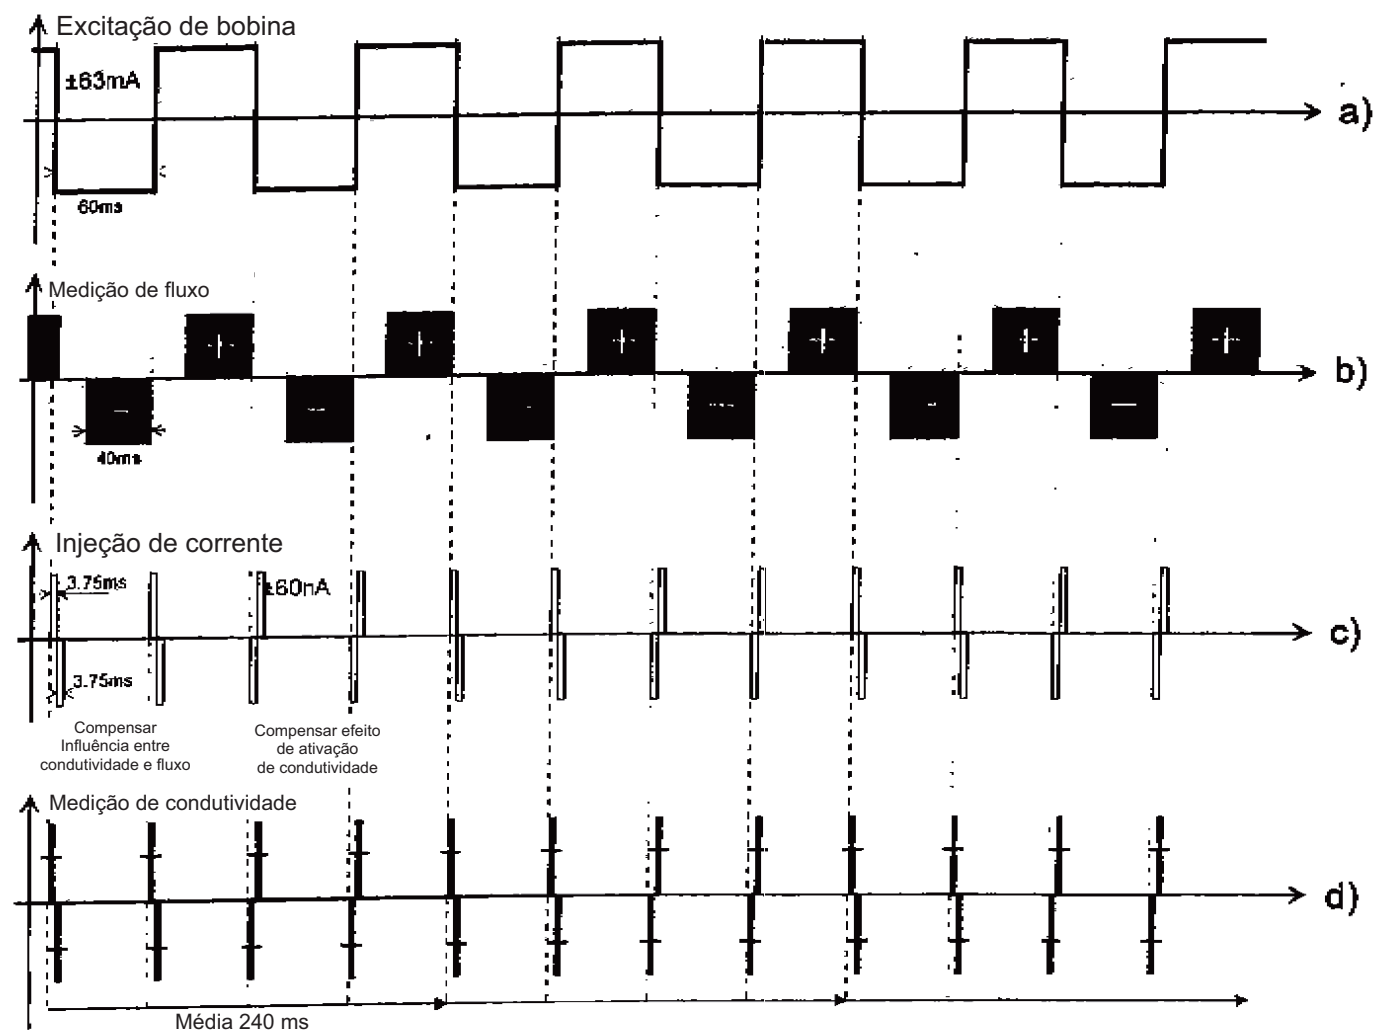 Excitação de bobina
±63mA
a)
60ms
Medição de fluxo
b)
40ms
Injeção de corrente
3.75ms
±60nA
c)
3.75ms
Compensar
Influência entre
condutividade e fluxo
Compensar efeito
de ativação
de condutividade
Medição de condutividade
d)
Média 240 ms